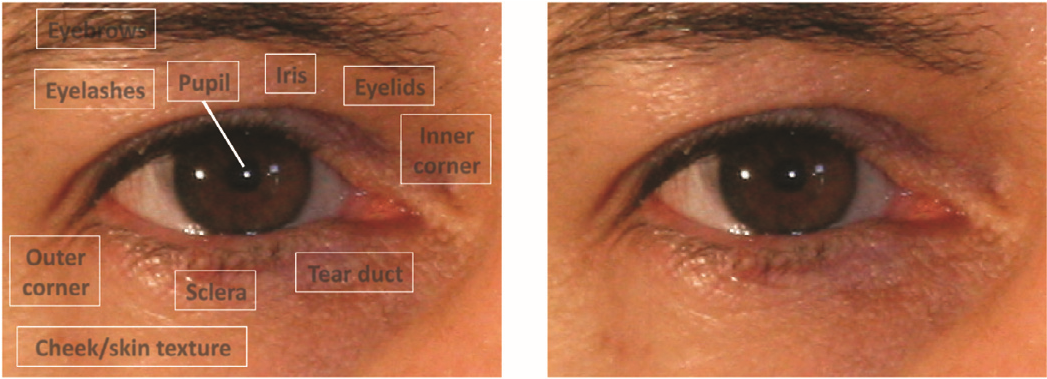 Eyebrows
Eyelashes
Pupil
Iris
Eyelids
Inner
corner
Outer
corner
Sclera
Tear duct
Cheek/skin texture